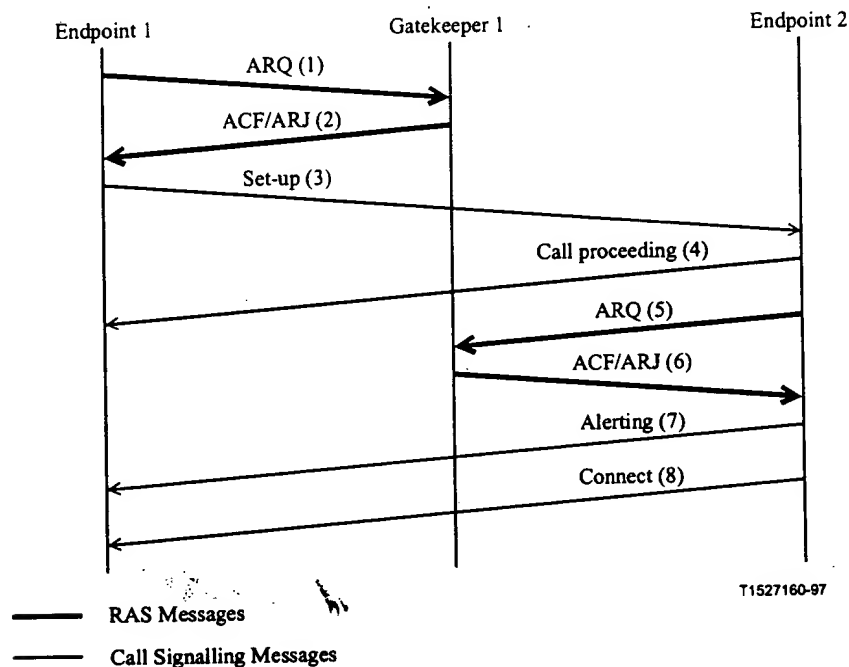 Endpoint 1 Gatekeeper 1 Endpoint 2
ARQ (1)
ACF/ARJ (2)
Set-up (3)
Call proceeding (4)
ARQ (5)
ACF/ARJ (6)
Alerting (7)
Connect (8)
T1527160-97
RAS Messages
Call Signalling Messages